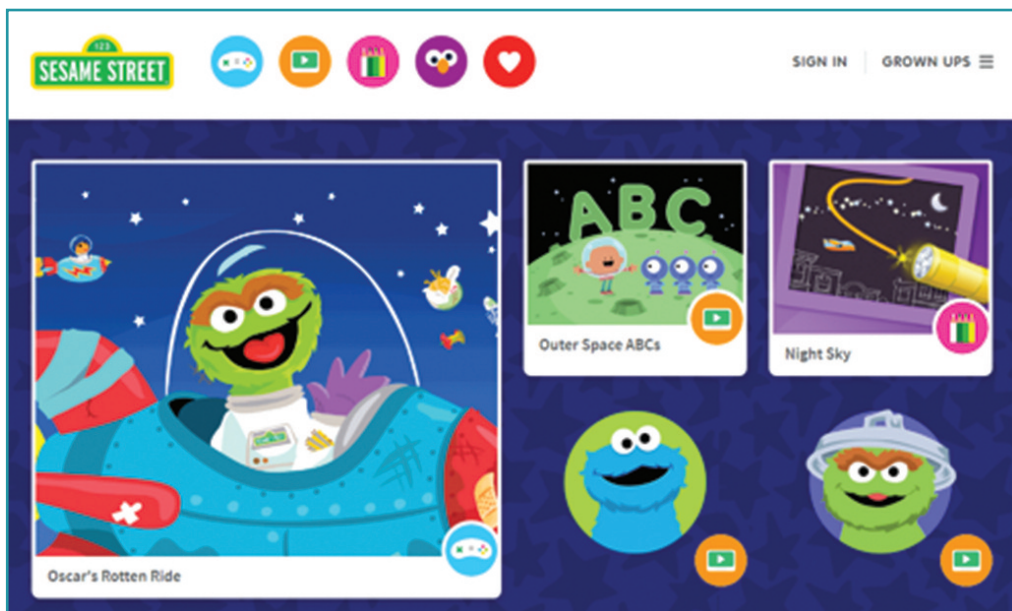 123
SESAME STREET
SIGN IN
GROWN UPS
ABC
Outer Space ABCs
Night Sky
Oscar's Rotten Ride